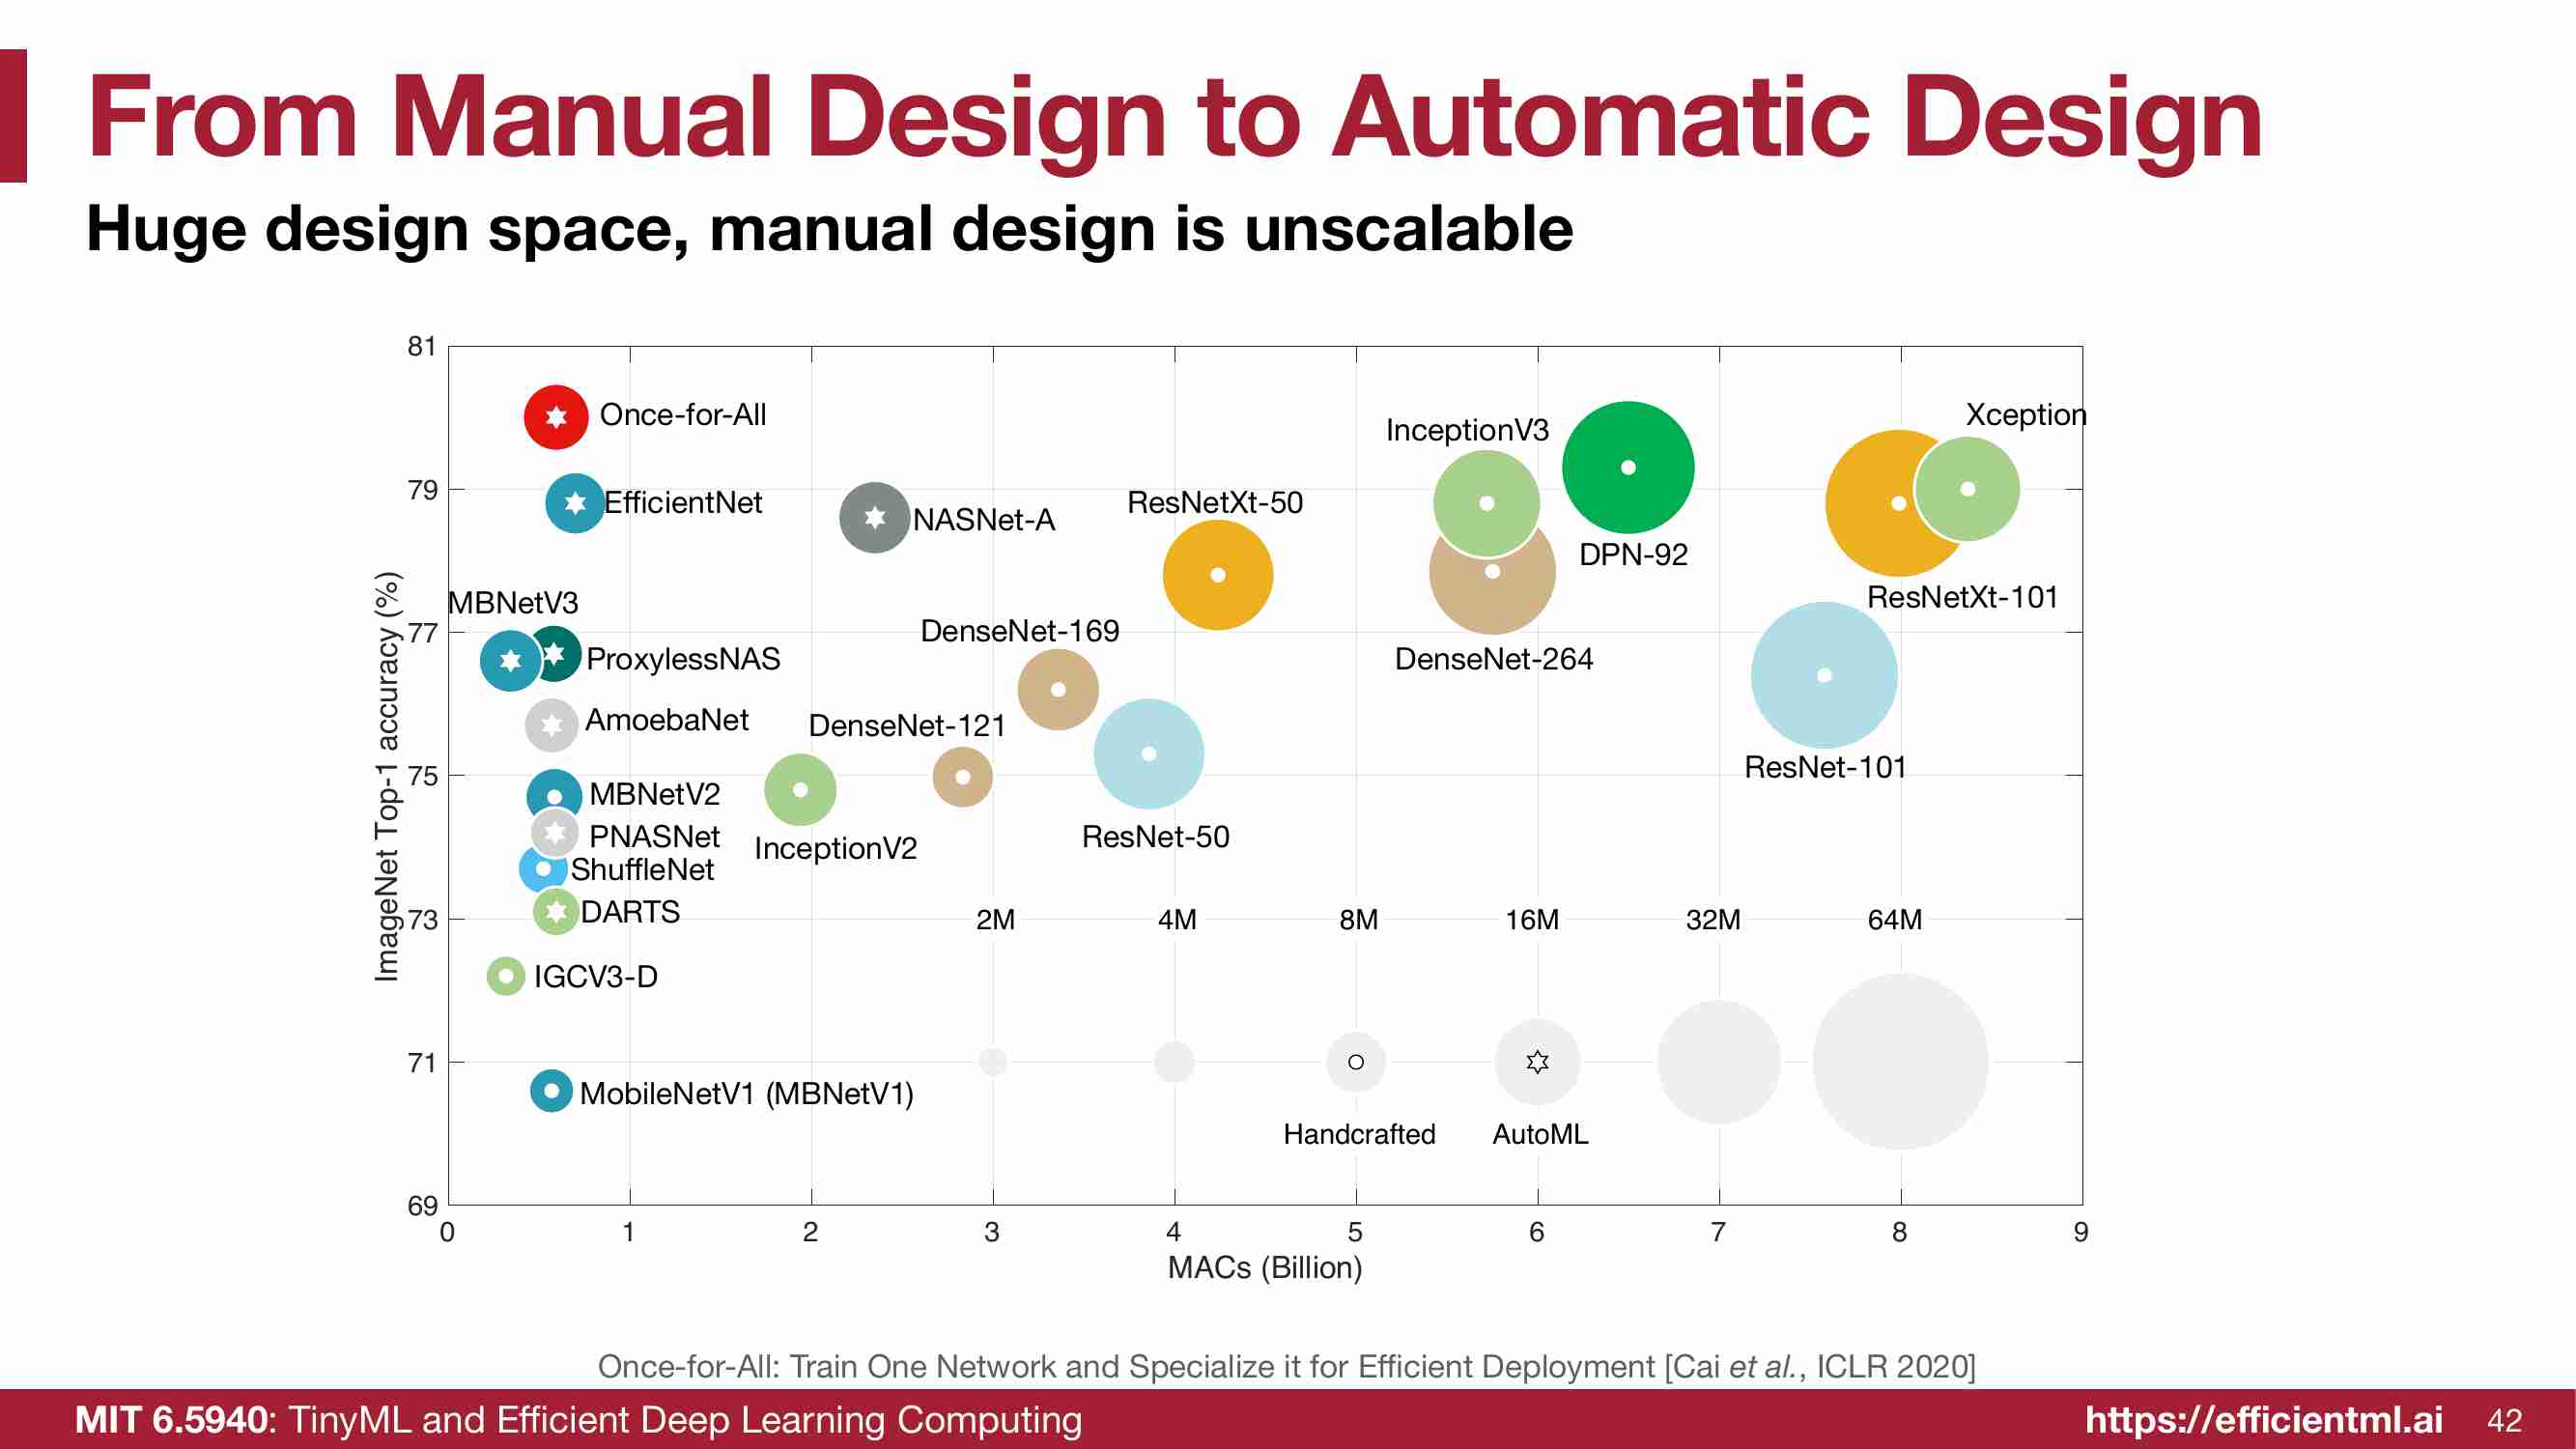 From Manual Design to Automatic Design
Huge design space, manual design is unscalable
81
79
77
75
73
71
69
ImageNet Top-1 accuracy (%)
Once-for-All
InceptionV3
Xception
EfficientNet
NASNet-A
ResNetXt-50
DPN-92
MBNetV3
ResNetXt-101
DenseNet-169
ProxylessNAS
DenseNet-264
AmoebaNet
DenseNet-121
ResNet-101
MBNetV2
PNASNet
InceptionV2
ResNet-50
ShuffleNet
DARTS
2M 4M 8M 16M 32M 64M
IGCV3-D
MobileNetV1 (MBNetV1)
Handcrafted AutoML
0 1 2 3 4 5 6 7 8 9
MACs (Billion)
Once-for-All: Train One Network and Specialize it for Efficient Deployment [Cai et al., ICLR 2020]
MIT 6.5940: TinyML and Efficient Deep Learning Computing
https://efficientml.ai 42